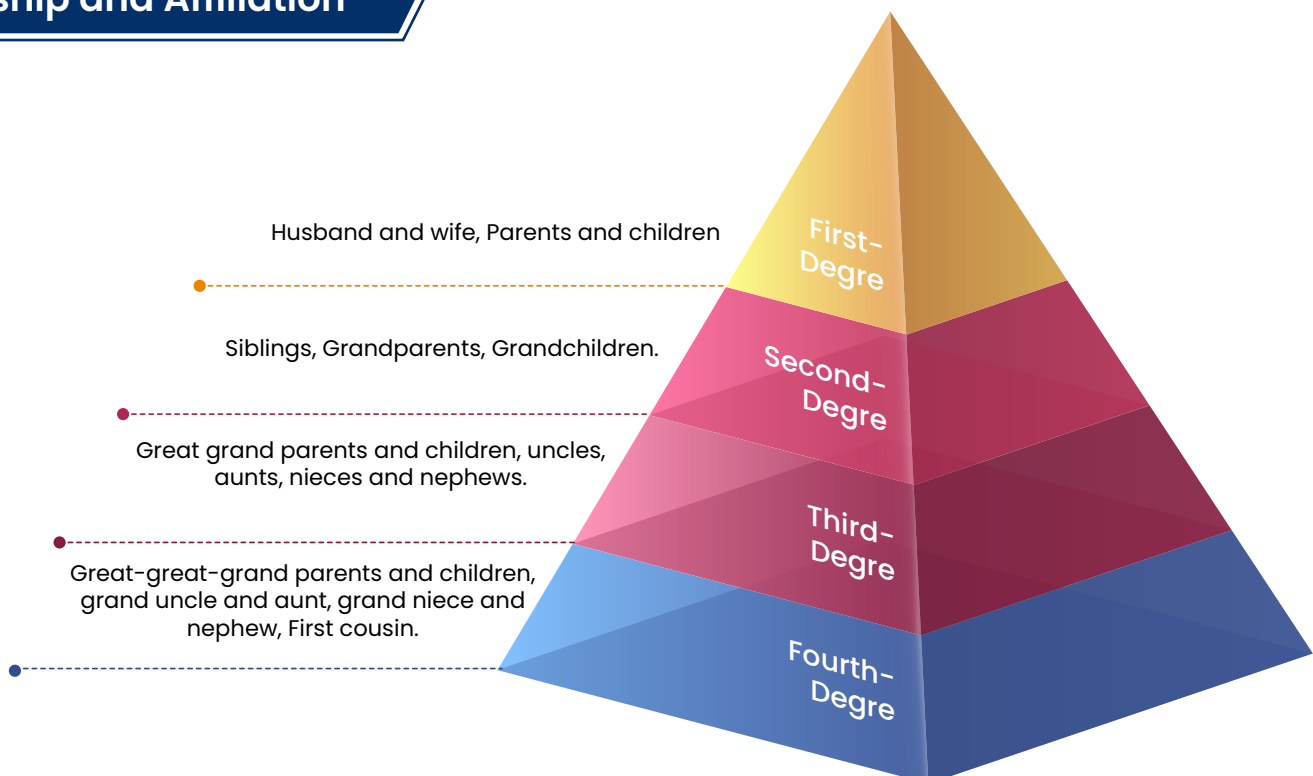 and Affiliation
Husband and wife, Parents and children
First-
Degre
Siblings, Grandparents, Grandchildren.
Second-
Degre
Great grand parents and children, uncles,
aunts, nieces and nephews.
Third-
Degre
Great-great-grand parents and children,
grand uncle and aunt, grand niece and
nephew, First cousin.
Fourth-
Degre